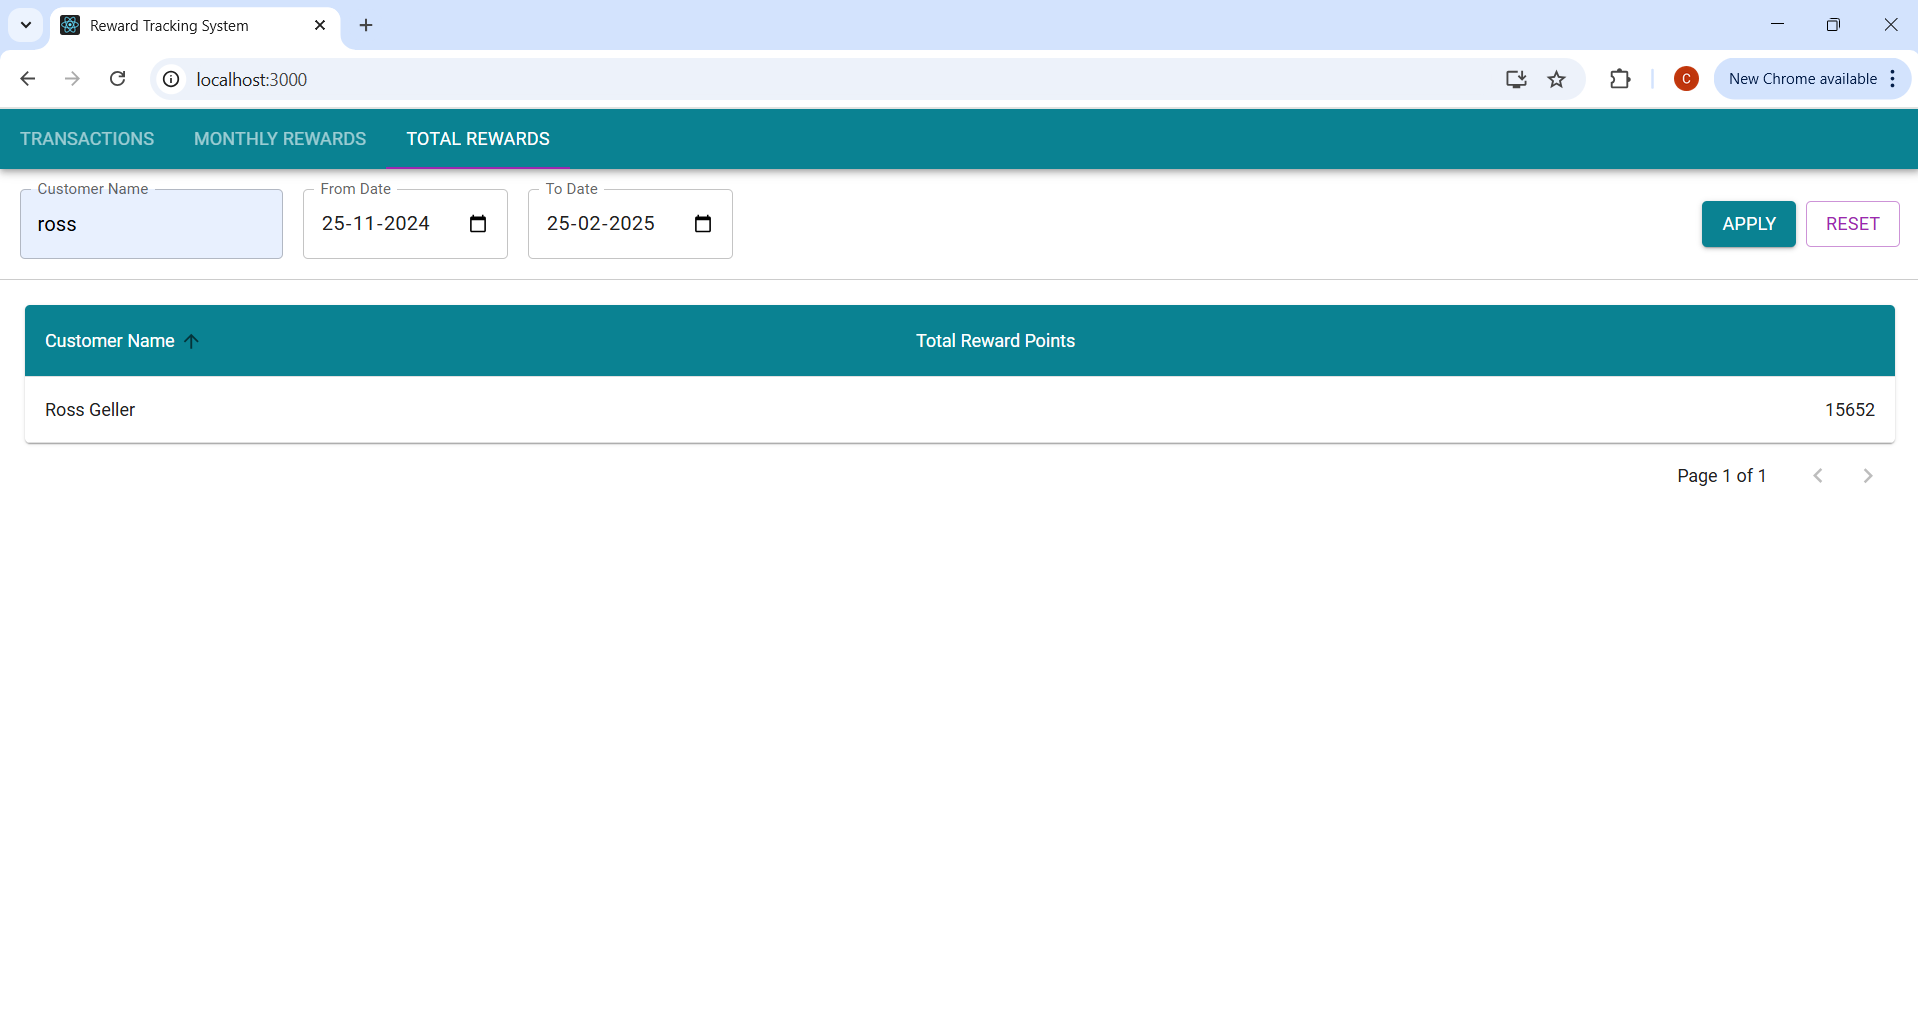 Reward Tracking System
localhost:3000
C
New Chrome available
TRANSACTIONS MONTHLY REWARDS TOTAL REWARDS
Customer Name From Date To Date
ross 25-11-2024 25-02-2025 APPLY RESET
Customer Name Total Reward Points
Ross Geller 15652
Page 1 of 1